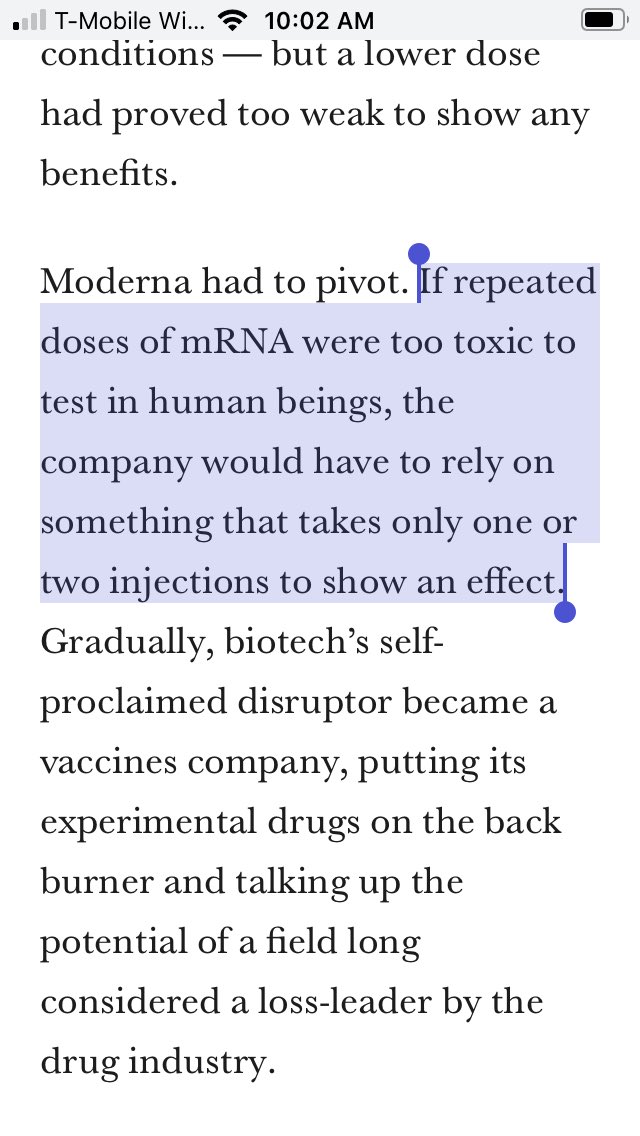 T-Mobile Wi... 10:02 AM
conditions — but a lower dose
had proved too weak to show any
benefits.
Moderna had to pivot. If repeated
doses of mRNA were too toxic to
test in human beings, the
company would have to rely on
something that takes only one or
two injections to show an effect.
Gradually, biotech’s self-
proclaimed disruptor became a
vaccines company, putting its
experimental drugs on the back
burner and talking up the
potential of a field long
considered a loss-leader by the
drug industry.